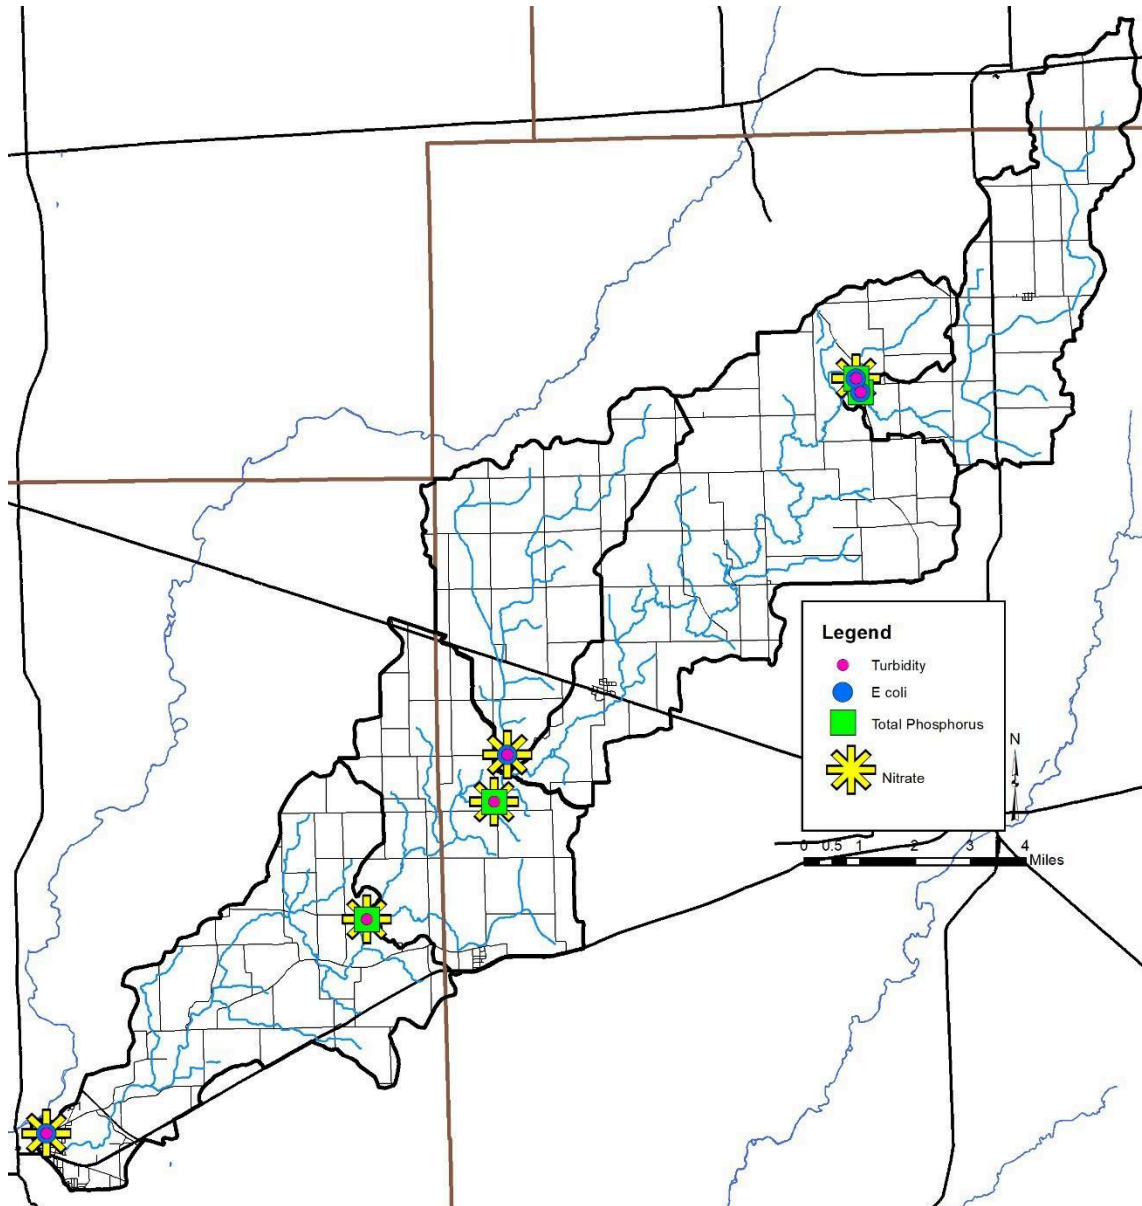 Legend
Turbidity
E coli
Total Phosphorus
Nitrate
N
0 0.5 1 2 3 4
Miles